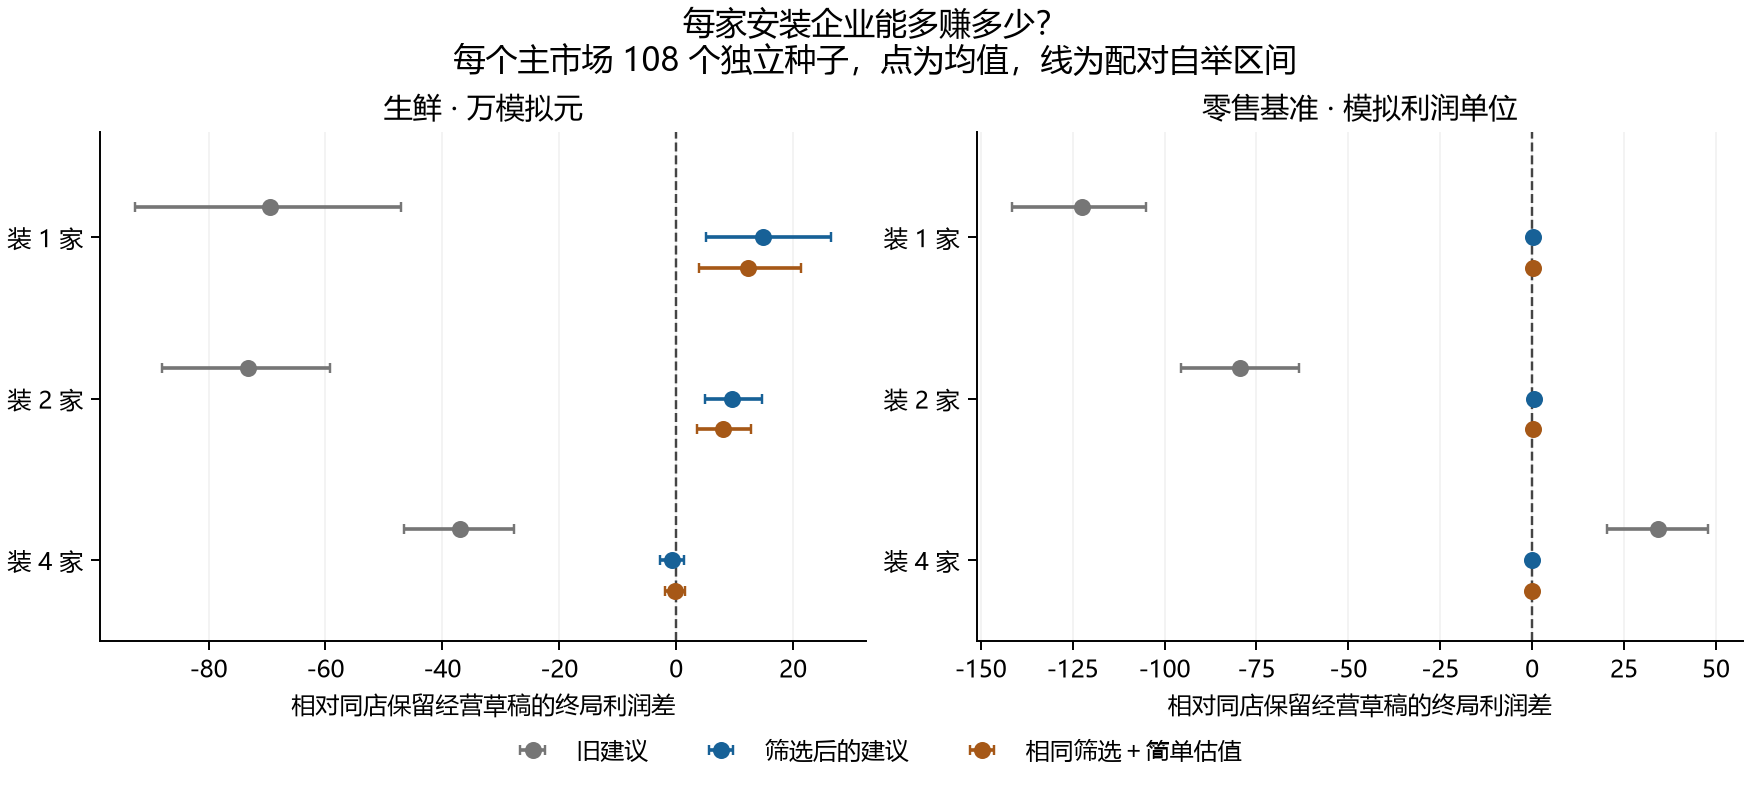 每家安装企业能多赚多少？
每个主市场 108 个独立种子，点为均值，线为配对自举区间
生鲜 · 万模拟元
装 1 家
装 2 家
装 4 家
-80 -60 -40 -20 0 20
相对同店保留经营草稿的终局利润差
零售基准 · 模拟利润单位
装 1 家
装 2 家
装 4 家
-150 -125 -100 -75 -50 -25 0 25 50
相对同店保留经营草稿的终局利润差
旧建议 筛选后的建议 相同筛选 + 简单估值